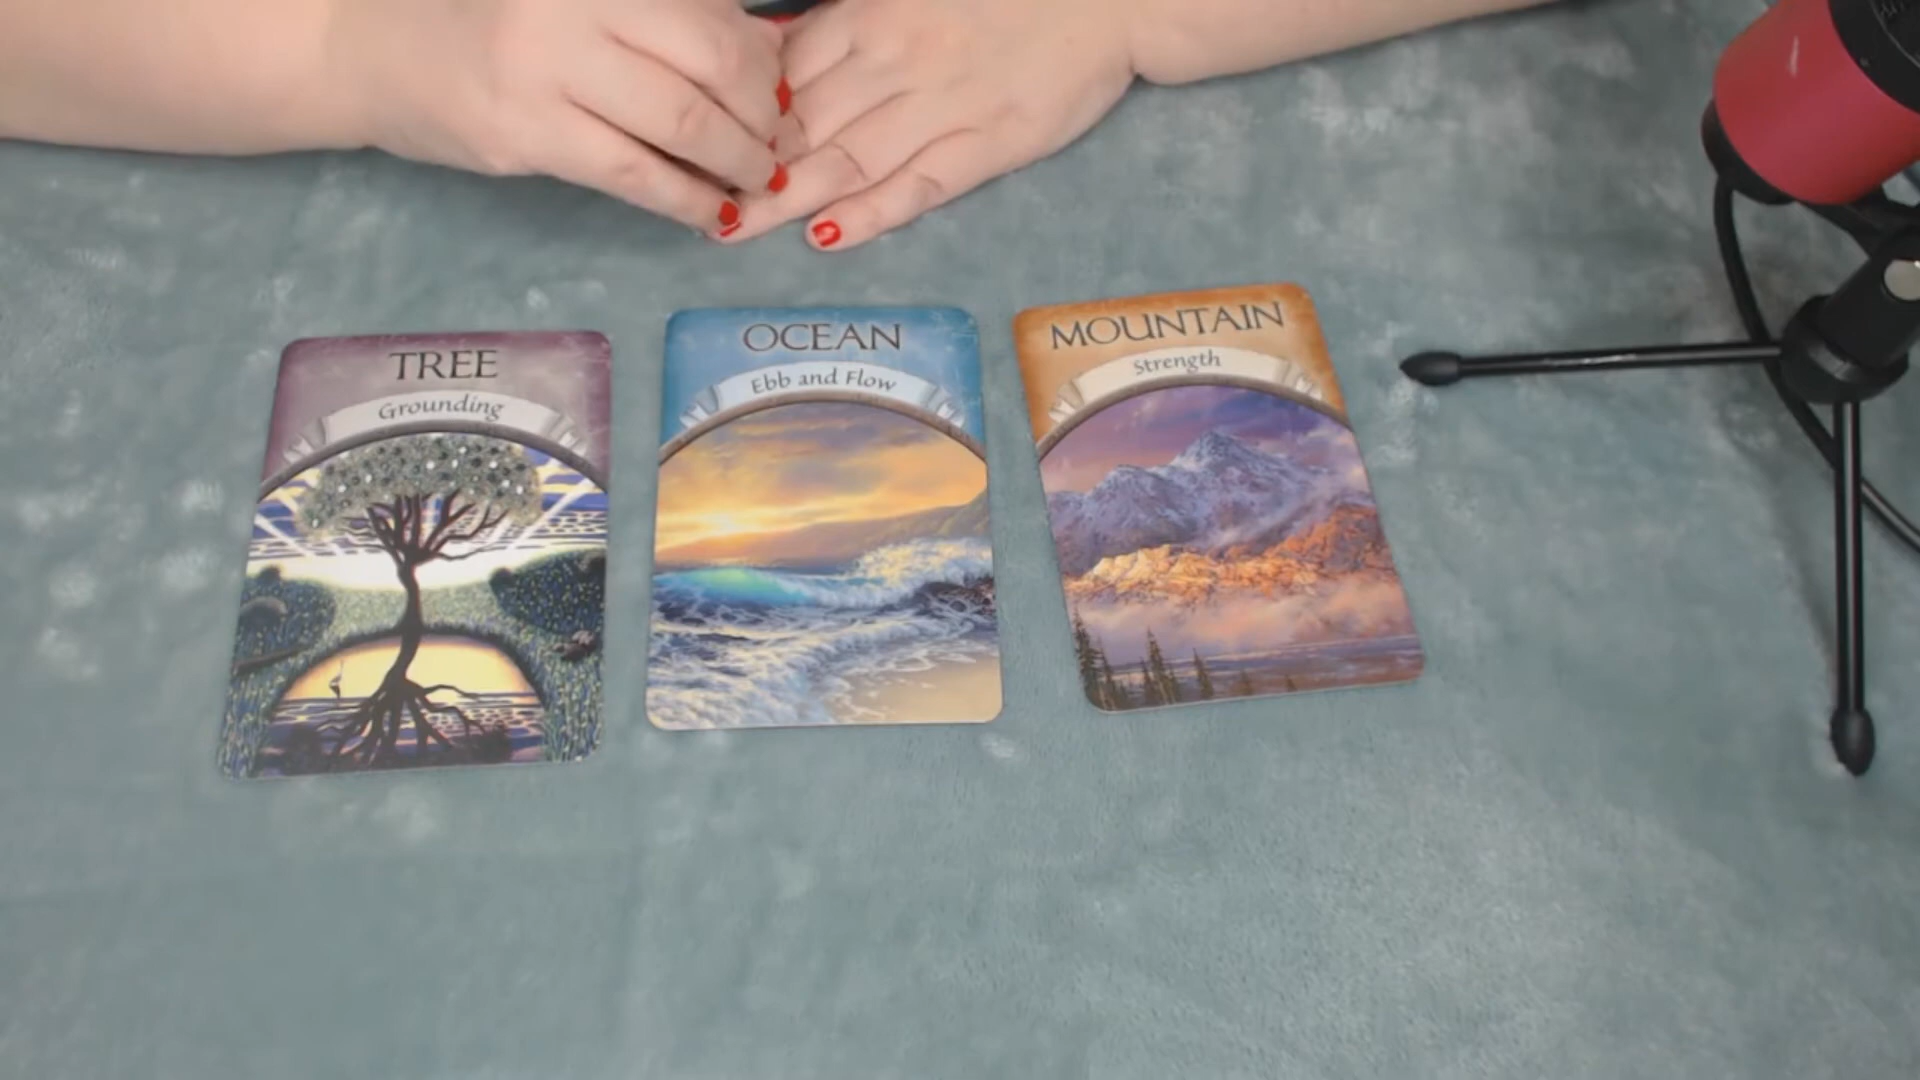 TREE
Grounding
OCEAN
Ebb and Flow
MOUNTAIN
Strength